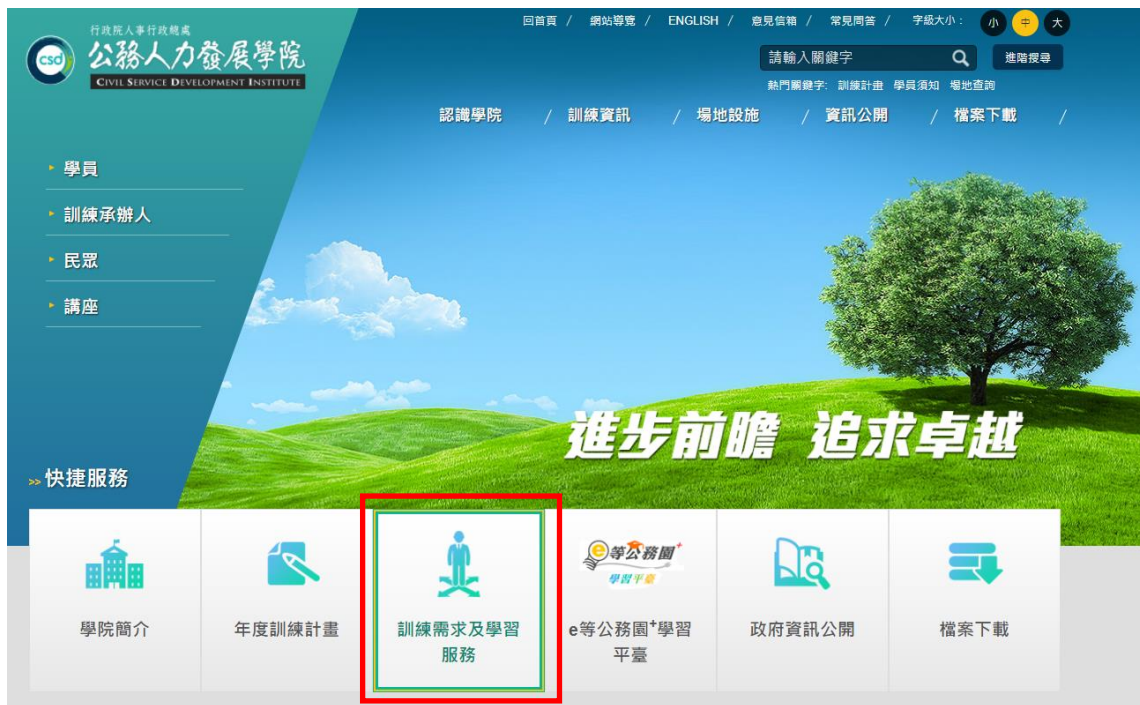 行政院人事行政總處
csd 公務人力發展學院
CIVIL SERVICE DEVELOPMENT INSTITUTE
回首頁 / 網站導覽 / ENGLISH / 意見信箱 / 常見問答 / 字級大小： 小 中 大
請輸入關鍵字 進階搜尋
熱門關鍵字: 訓練計畫 學員須知 場地查詢
認識學院 / 訓練資訊 / 場地設施 / 資訊公開 / 檔案下載 /
學員
訓練承辦人
民眾
講座
進步前瞻 追求卓越
快捷服務
e等公務園+
學習平臺
學院簡介
年度訓練計畫
訓練需求及學習
服務
e等公務園+學習
平臺
政府資訊公開
檔案下載